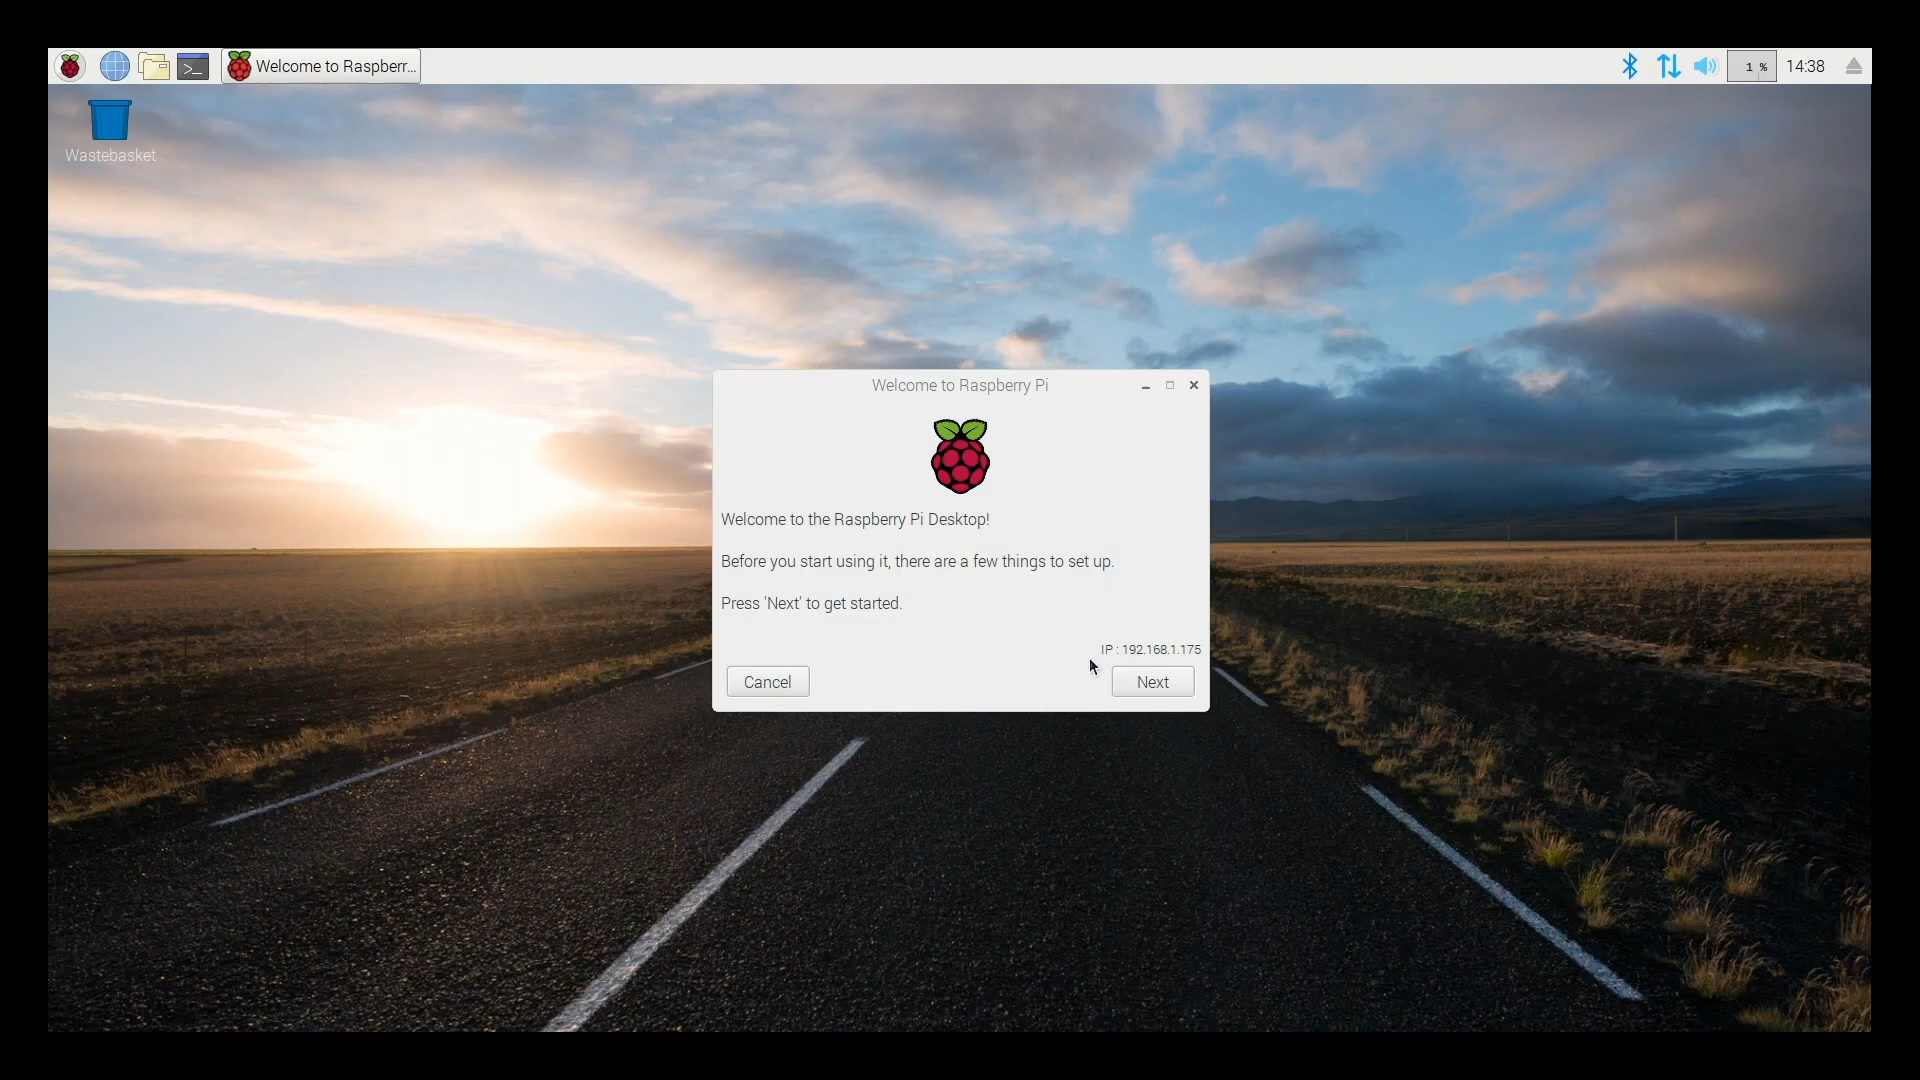 Welcome to Raspberr...
1 %
14:38
Wastebasket
Welcome to Raspberry Pi
Welcome to the Raspberry Pi Desktop!
Before you start using it, there are a few things to set up.
Press 'Next' to get started.
IP : 192.168.1.175
Cancel
Next